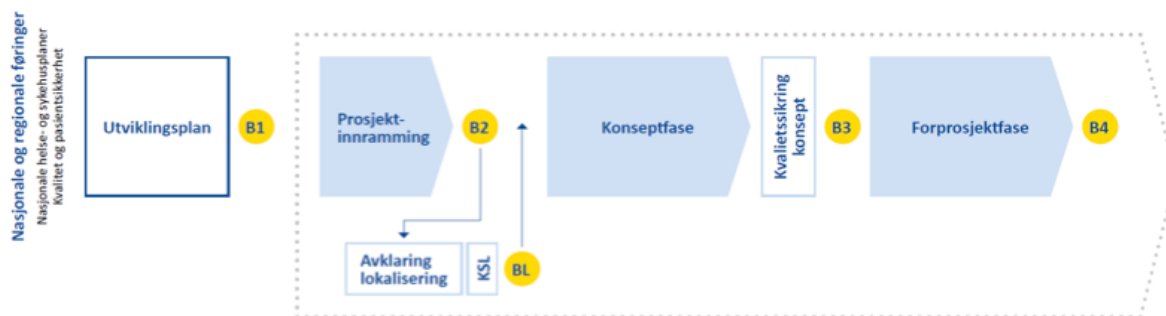 Nasjonale og regionale føringer
Nasjonale helse- og sykehusplaner
Kvalitet og pasientsikkerhet
Utviklingsplan
B1
Prosjekt-
innramming
B2
Avklaring
lokalisering
KSL
BL
Konseptfase
Kvalietssikring
konsept
B3
Forprosjektfase
B4